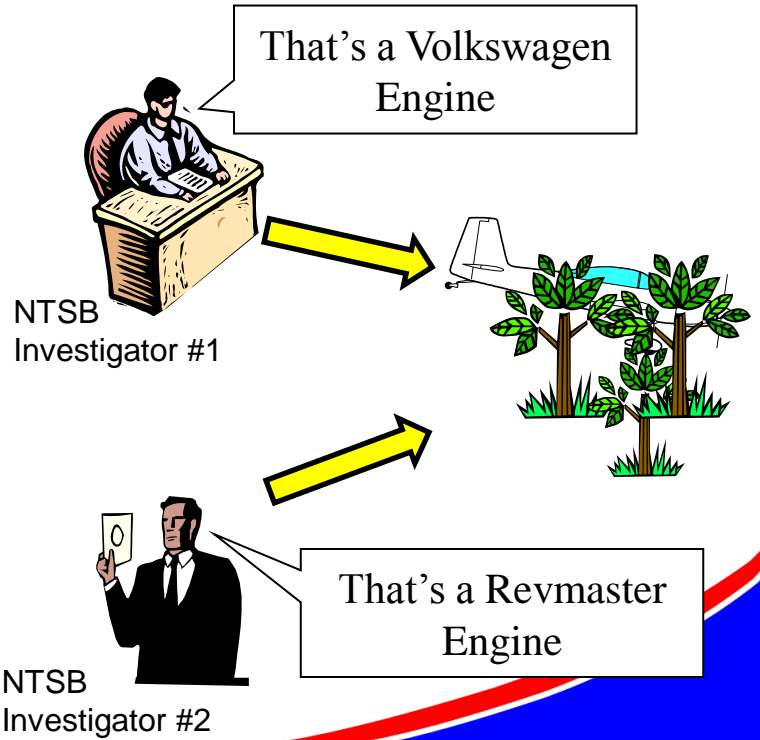 That’s a Volkswagen
Engine
NTSB
Investigator #1
That’s a Revmaster
Engine
NTSB
Investigator #2